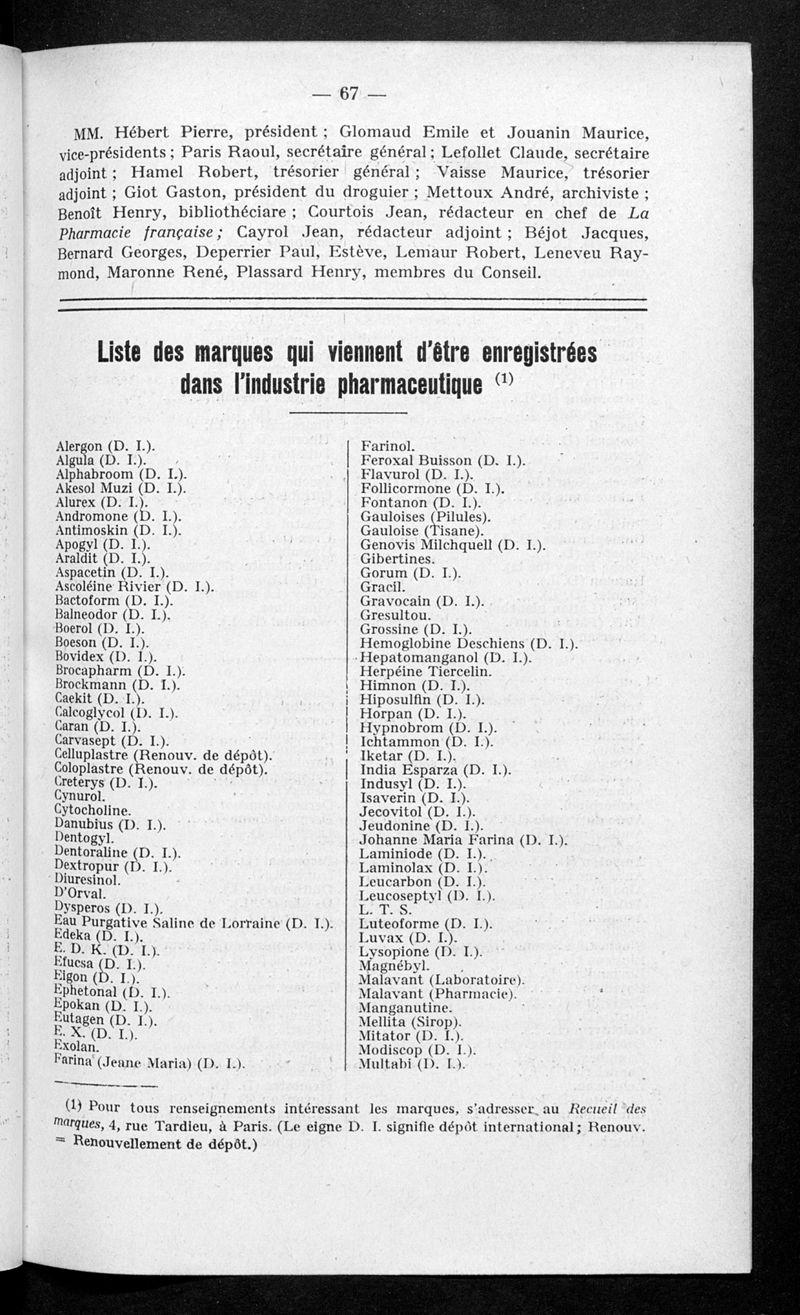 — 67 —
MM. Hébert Pierre, président ; Glomaud Emile et Jouanin Maurice,
vice-présidents ; Paris Raoul, secrétaire général ; Lefollet Claude, secrétaire
adjoint ; Hamel Robert, trésorier général ; Vaisse Maurice, trésorier
adjoint ; Giot Gaston, président du droguier ; Mettoux André, archiviste ;
Benoît Henry, bibliothéciare ; Courtois Jean, rédacteur en chef de La
Pharmacie française ; Cayrol Jean, rédacteur adjoint ; Béjot Jacques,
Bernard Georges, Deperrier Paul, Estève, Lemaur Robert, Leneveu Ray-
mond, Maronne René, Plassard Henry, membres du Conseil.
Liste des marques qui viennent d'être enregistrées
dans l'industrie pharmaceutique (1)
Alergon (D. I.).
Algula (D. I.).
Alphabroom (D. I.).
Akesol Muzi (D. I.).
Alurex (D. I.).
Andromone (D. I.).
Antimoskin (D. I.).
Apogyl (D. I.).
Araldit (D. I.).
Aspacetin (D. I.).
Ascoléine Rivier (D. I.).
Bactoform (D. I.).
Balneodor (D. I.).
Boerol (D. I.).
Boeson (D. I.).
Bovidex (D. I.).
Brocapharm (D. I.).
Brockmann (D. I.).
Caekit (D. I.).
Calcoglycol (D. I.).
Caran (D. I.).
Carvasept (D. I.).
Celluplastre (Renouv. de dépôt).
Coloplastre (Renouv. de dépôt).
Creterys (D. I.).
Cynurol.
Cytocholine.
Danubius (D. I.).
Dentogyl.
Dentoraline (D. I.).
Dextropur (D. I.).
Diuresinol.
D'Orval.
Dysperos (D. I.).
Eau Purgative Saline de Lorraine (D. I.).
Edeka (D. I.).
E. D. K. (D. I.).
Efucsa (D. I.).
Elgon (D. I.).
Ephetonal (D. I.).
Epokan (D. I.).
Eutagen (D. I.).
E. X. (D. I.).
Exolan.
Farina (Jeane Maria) (D. I.).
Farinol.
Feroxal Buisson (D. I.).
Flavurol (D. I.).
Follicormone (D. I.).
Fontanon (D. I.).
Gauloises (Pilules).
Gauloise (Tisane).
Genovis Milchquell (D. I.).
Gibertines.
Gorum (D. I.).
Gracil.
Gravocain (D. I.).
Gresultou.
Grossine (D. I.).
Hemoglobine Deschiens (D. I.).
Hepatomanganol (D. I.).
Herpéine Tiercelin.
Himnon (D. I.).
Hiposulfin (D. I.).
Horpan (D. I.).
Hypnobrom (D. I.).
Ichtammon (D. I.).
Iketar (D. I.).
India Esparza (D. I.).
Indusyl (D. I.).
Isaverin (D. I.).
Jecovitol (D. I.).
Jeudonine (D. I.).
Johanne Maria Farina (D. I.).
Laminiode (D. I.).
Laminolax (D. I.).
Leucarbon (D. I.).
Leucoseptyl (D. I.).
L. T. S.
Luteoforme (D. I.).
Luvax (D. I.).
Lysopione (D. I.).
Magnébyl.
Malavant (Laboratoire).
Malavant (Pharmacie).
Manganutine.
Mellita (Sirop).
Mitator (D. I.).
Modiscop (D. I.).
Multabi (D. I.).
(1) Pour tous renseignements intéressant les marques, s'adresser au Recueil des
marques, 4, rue Tardieu, à Paris. (Le eigne D. I. signifie dépôt international ; Renouv.
= Renouvellement de dépôt.)